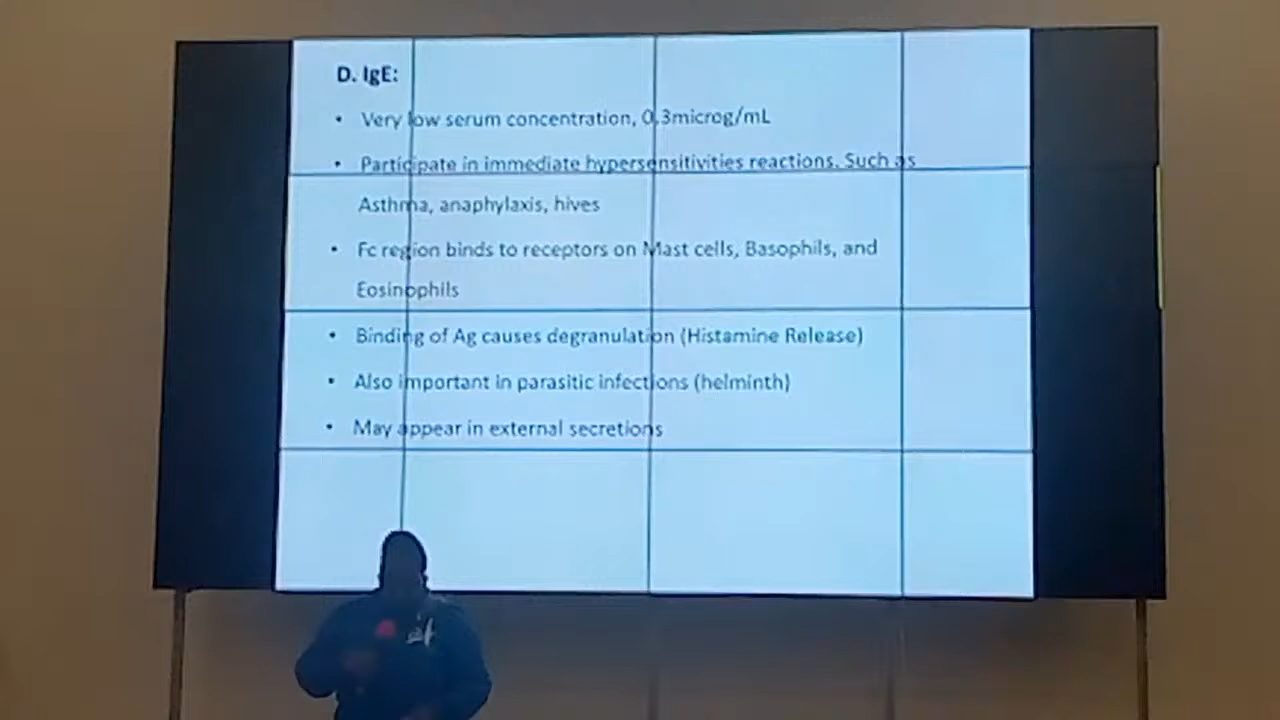 D. IgE:
• Very low serum concentration, 0.3microg/mL
• Participate in immediate hypersensitivities reactions. Such as
Asthma, anaphylaxis, hives
• Fc region binds to receptors on Mast cells, Basophils, and
Eosinophils
• Binding of Ag causes degranulation (Histamine Release)
• Also important in parasitic infections (helminth)
• May appear in external secretions